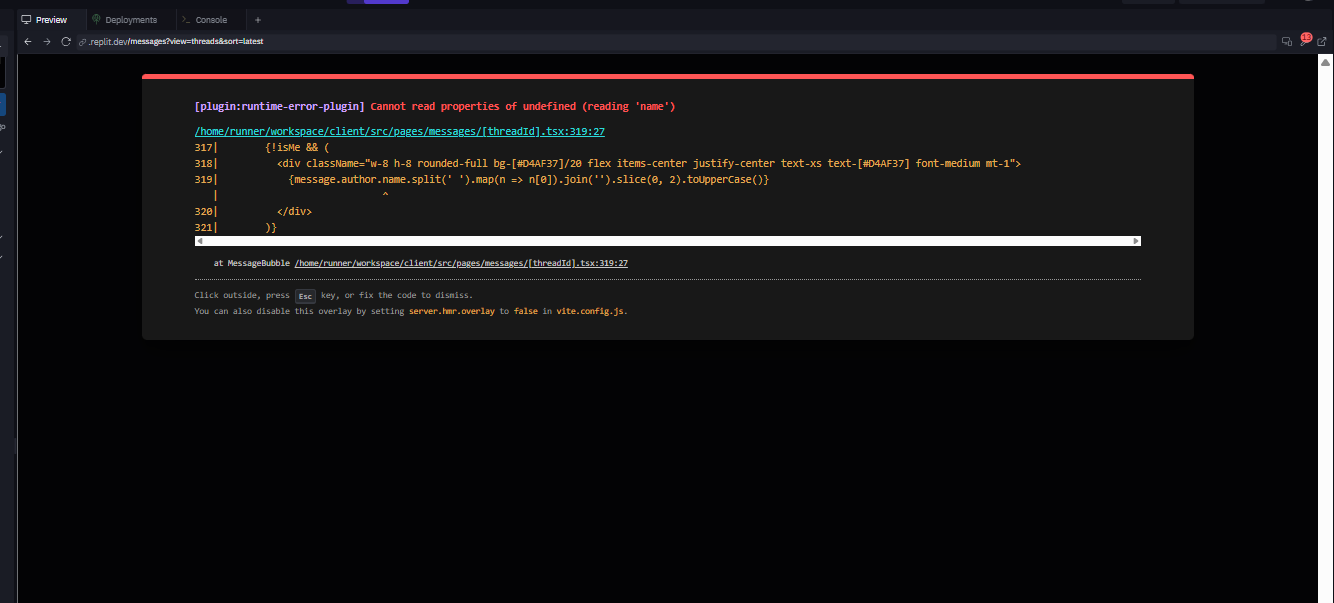 Preview
Deployments
Console
.replit.dev/messages?view=threads&sort=latest
13
[plugin:runtime-error-plugin] Cannot read properties of undefined (reading 'name')
/home/runner/workspace/client/src/pages/messages/[threadId].tsx:319:27
317|        {!isMe && (
318|          <div className="w-8 h-8 rounded-full bg-[#D4AF37]/20 flex items-center justify-center text-xs text-[#D4AF37] font-medium mt-1">
319|            {message.author.name.split(' ').map(n => n[0]).join('').slice(0, 2).toUpperCase()}
   |                            ^
320|          </div>
321|        )}
at MessageBubble /home/runner/workspace/client/src/pages/messages/[threadId].tsx:319:27
Click outside, press Esc key, or fix the code to dismiss.
You can also disable this overlay by setting server.hmr.overlay to false in vite.config.js.